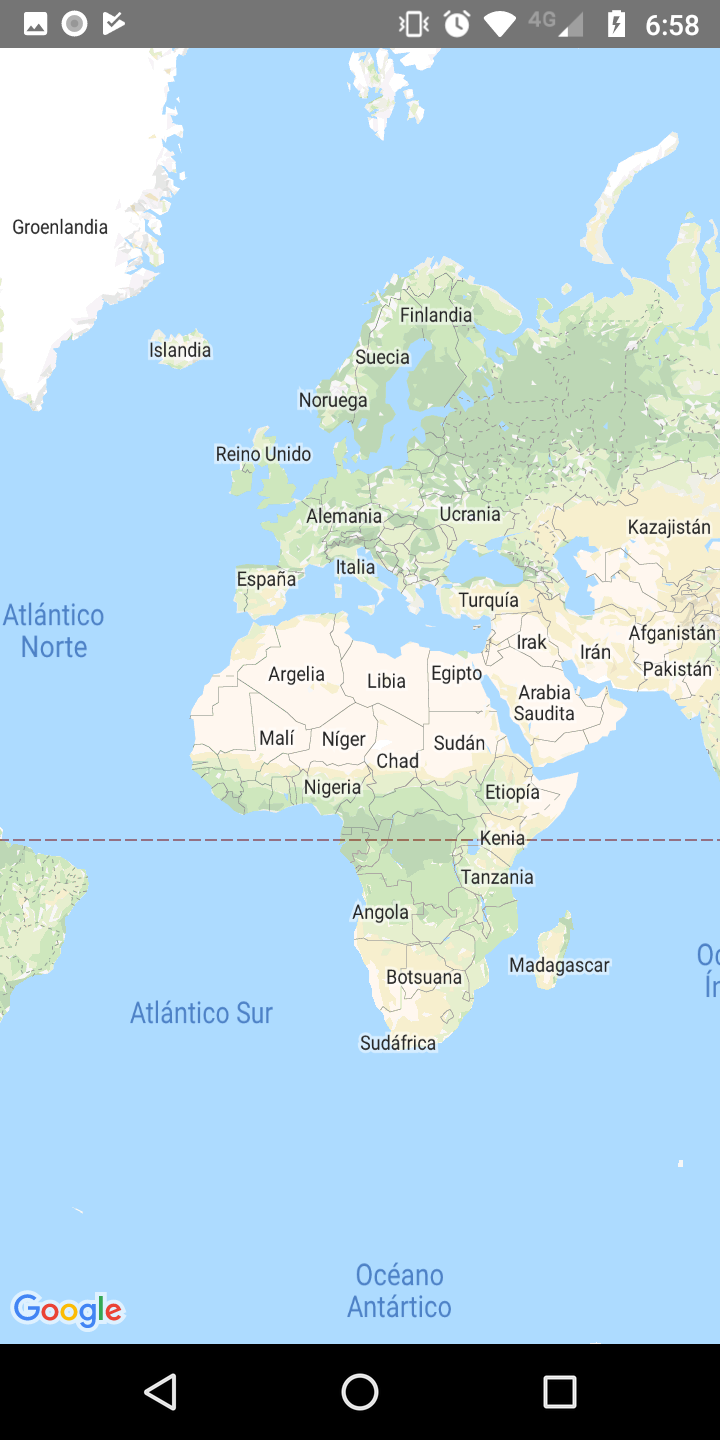 4G 6:58
Groenlandia
Finlandia
Islandia
Suecia
Noruega
Reino Unido
Alemania
Ucrania
Kazajistán
Italia
España
Turquía
Atlántico
Norte
Afganistán
Irak
Irán
Pakistán
Argelia
Libia
Egipto
Arabia
Saudita
Malí
Níger
Sudán
Chad
Nigeria
Etiopía
Kenia
Tanzania
Angola
Madagascar
Botsuana
Atlántico Sur
Sudáfrica
Océano
Antártico
Google